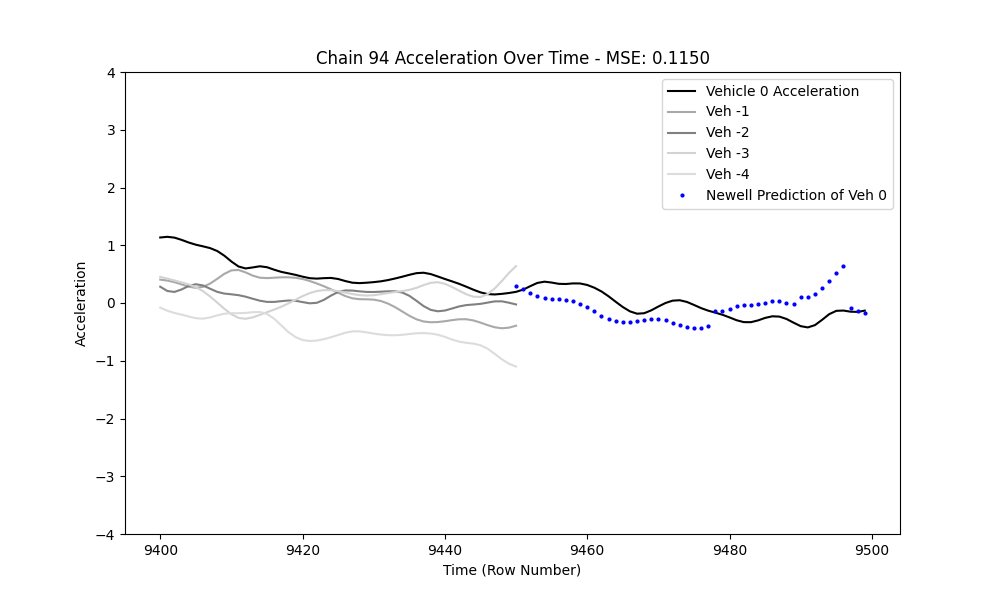 Chain 94 Acceleration Over Time - MSE: 0.1150
Vehicle 0 Acceleration
Veh -1
Veh -2
Veh -3
Veh -4
Newell Prediction of Veh 0
Acceleration
4
3
2
1
0
−1
−2
−3
−4
9400
9420
9440
9460
9480
9500
Time (Row Number)